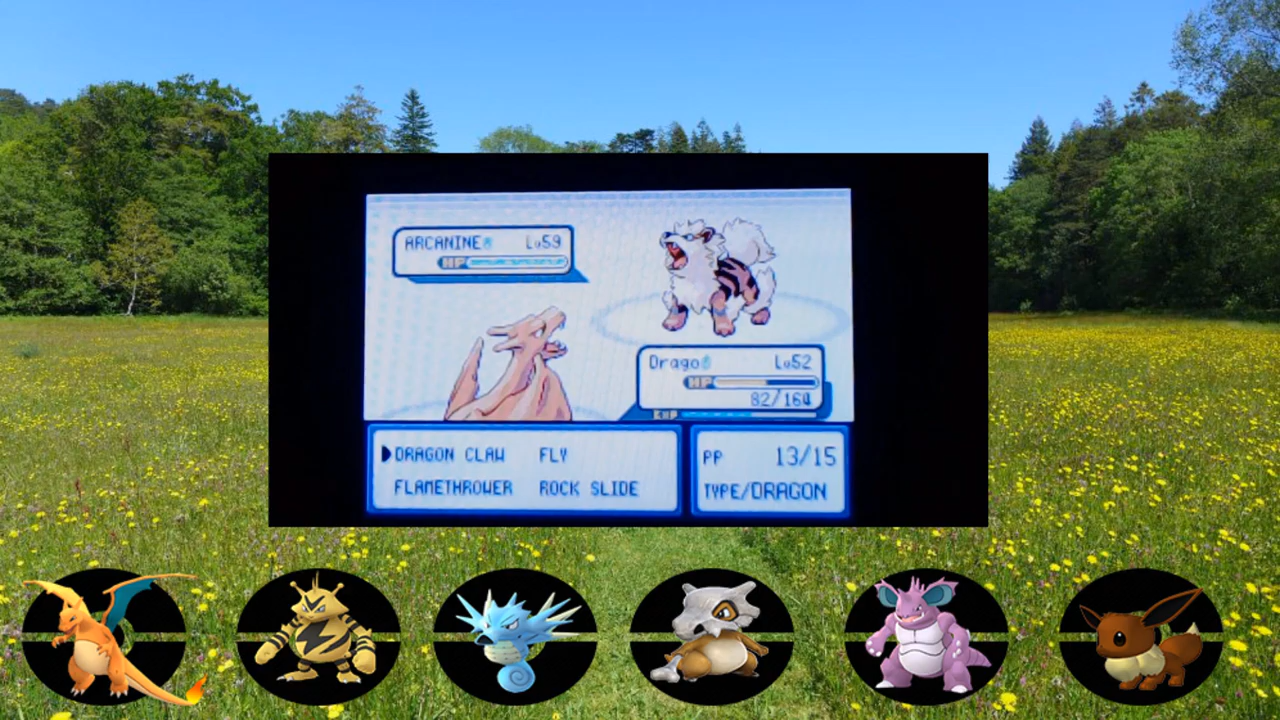 ARCANINE♂ Lv59
HP
Drago♂ Lv52
HP
82/164
EXP
▶DRAGON CLAW FLY
FLAMETHROWER ROCK SLIDE
PP 13/15
TYPE/DRAGON